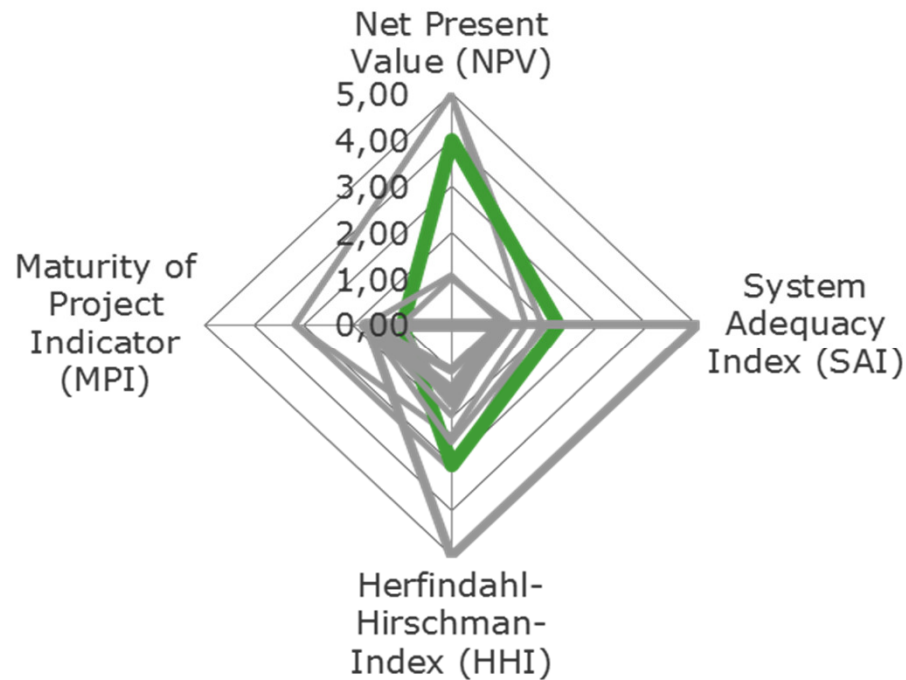 Net Present
Value (NPV)
5,00
4,00
3,00
2,00
1,00
0,00
Maturity of
Project
Indicator
(MPI)
System
Adequacy
Index (SAI)
Herfindahl-
Hirschman-
Index (HHI)